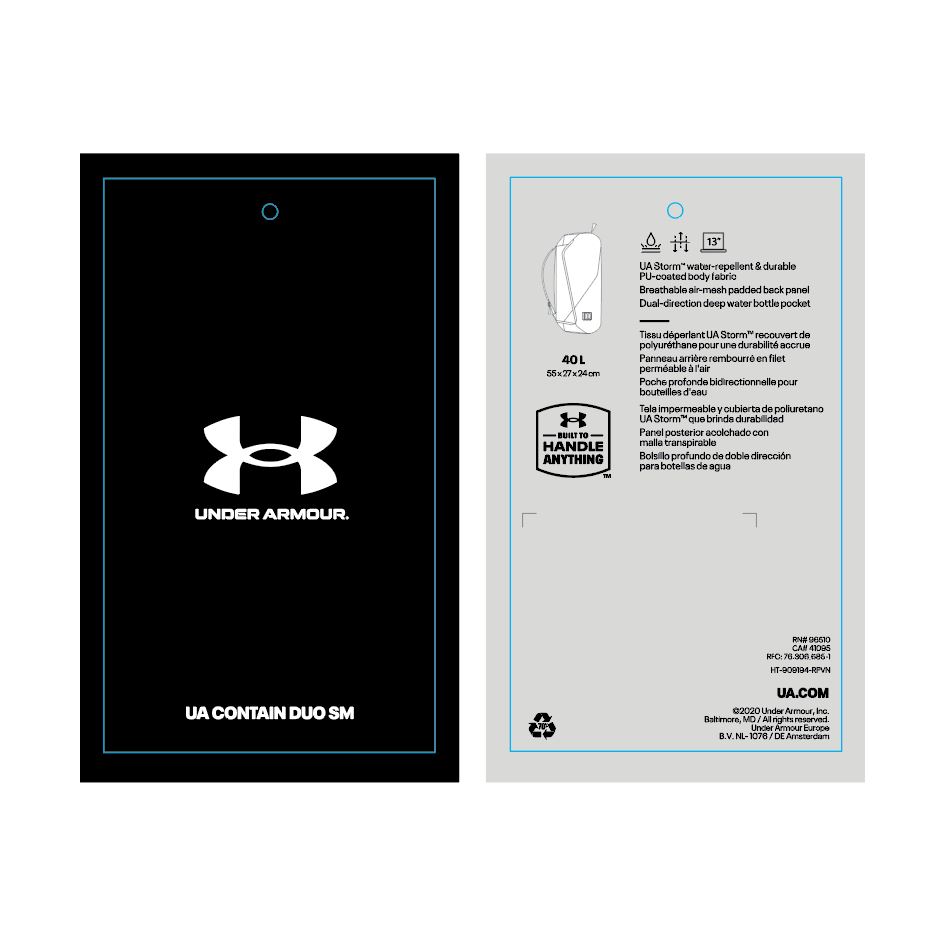 UNDER ARMOUR.
UA CONTAIN DUO SM
13"
UA Storm™ water-repellent & durable
PU-coated body fabric
Breathable air-mesh padded back panel
Dual-direction deep water bottle pocket
Tissu déperlant UA Storm™ recouvert de
polyuréthane pour une durabilité accrue
Panneau arrière rembourré en filet
perméable à l'air
Poche profonde bidirectionnelle pour
bouteilles d'eau
Tela impermeable y cubierta de poliuretano
UA Storm™ que brinda durabilidad
Panel posterior acolchado con
malla transpirable
Bolsillo profundo de doble dirección
para botellas de agua
40 L
55 x 27 x 24 cm
BUILT TO
HANDLE
ANYTHING
™
RN# 96510
CA# 41095
RFC: 76.306.685-1
HT-909194-RPVN
UA.COM
©2020 Under Armour, Inc.
Baltimore, MD / All rights reserved.
Under Armour Europe
B.V. NL- 1076 / DE Amsterdam
70%